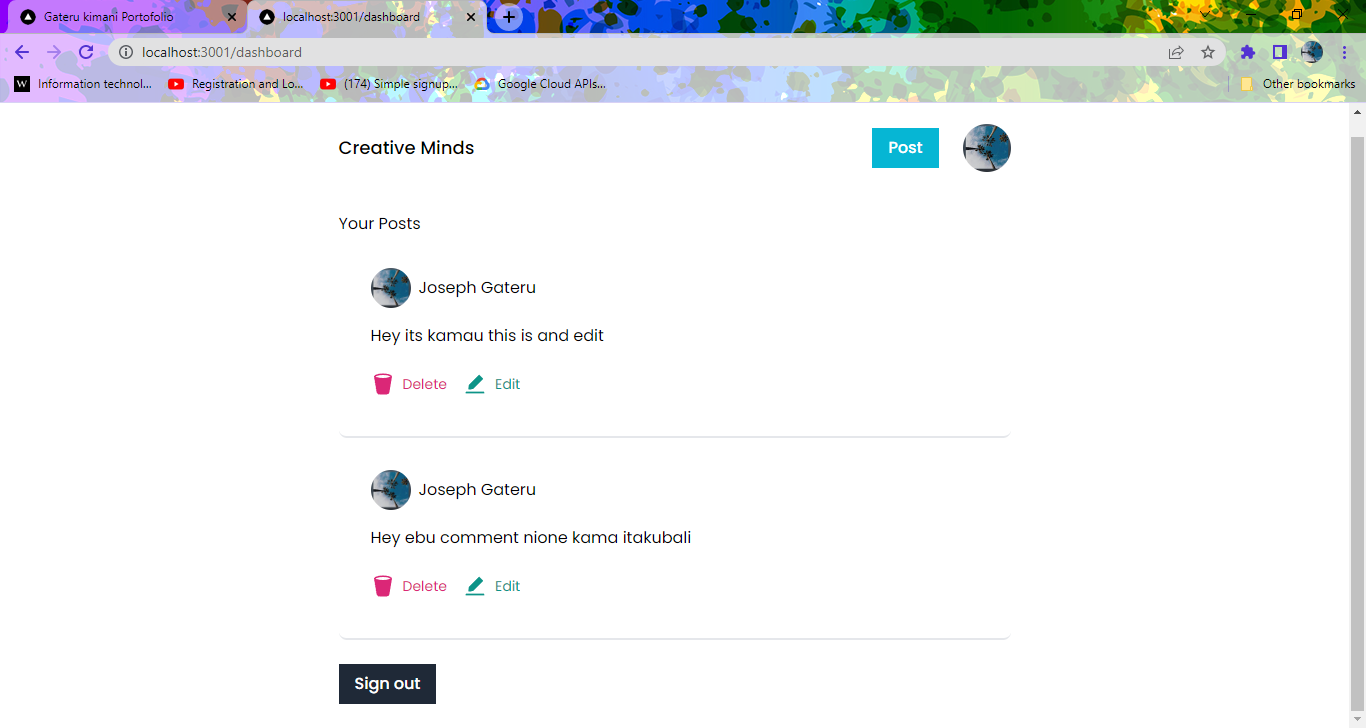 Gateru kimani Portofolio
localhost:3001/dashboard
localhost:3001/dashboard
W Information technol...
Registration and Lo...
(174) Simple signup...
Google Cloud APIs...
Other bookmarks
Creative Minds
Post
Your Posts
Joseph Gateru
Hey its kamau this is and edit
Delete Edit
Joseph Gateru
Hey ebu comment nione kama itakubali
Delete Edit
Sign out